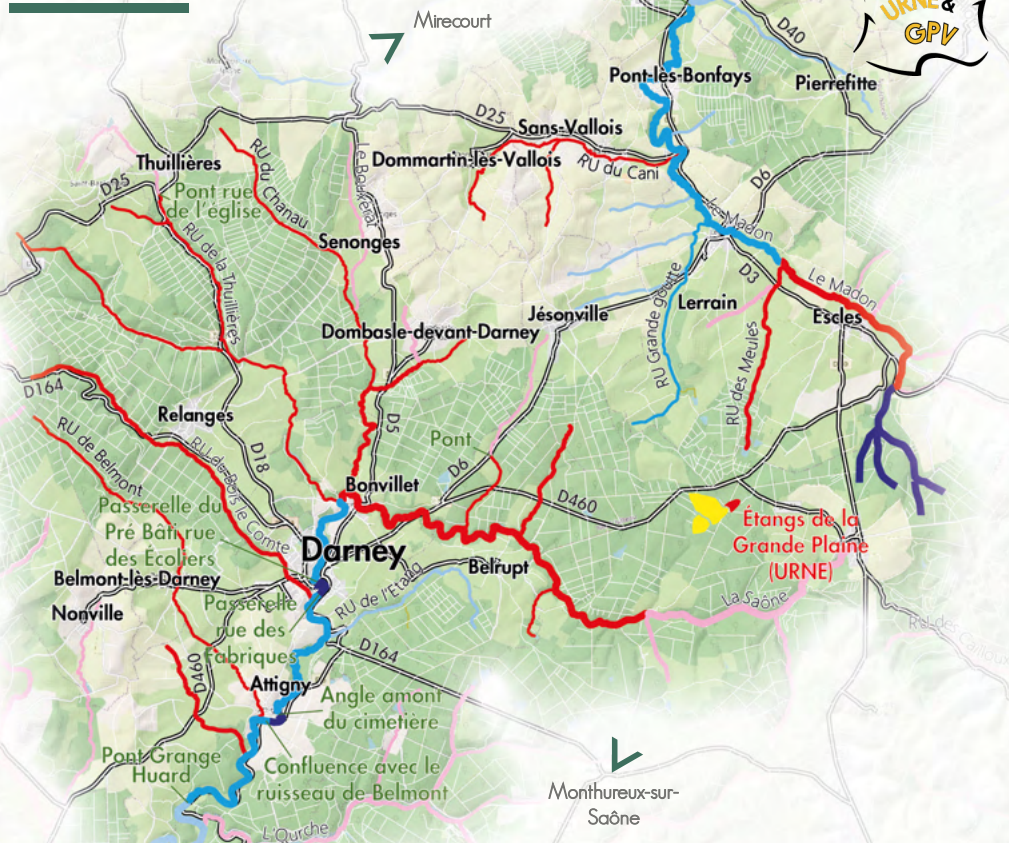 Mirecourt
URNE &
GPV
D40
Pont-lès-Bonfays
Pierrefitte
D25
Sans-Vallois
Dommartin-lès-Vallois
RU du Cani
Thuillières
RU du Chanau
D25
Pont rue
de l'église
D6
Le Madon
RU de la Thuillières
Senonges
D3
Le Madon
RU Grande goutte
Lerrain
Jésonville
Escles
Dombasle-devant-Darney
RU des Meules
D164
Relanges
D5
RU de Belmont
RU du Bois le Comte
D18
Pont
D6
Bonvillet
D460
Passerelle du
Pré Bâti rue
des Écoliers
Étangs de la
Grande Plaine
(URNE)
Darney
Belrupt
Belmont-lès-Darney
Nonville
RU de l'Étang
La Saône
Passerelle
rue des
Fabriques
D164
D460
Attigny
Angle amont
du cimetière
Pont Grange
Huard
Confluence avec le
ruisseau de Belmont
Monthureux-sur-
Saône
L'Ourche